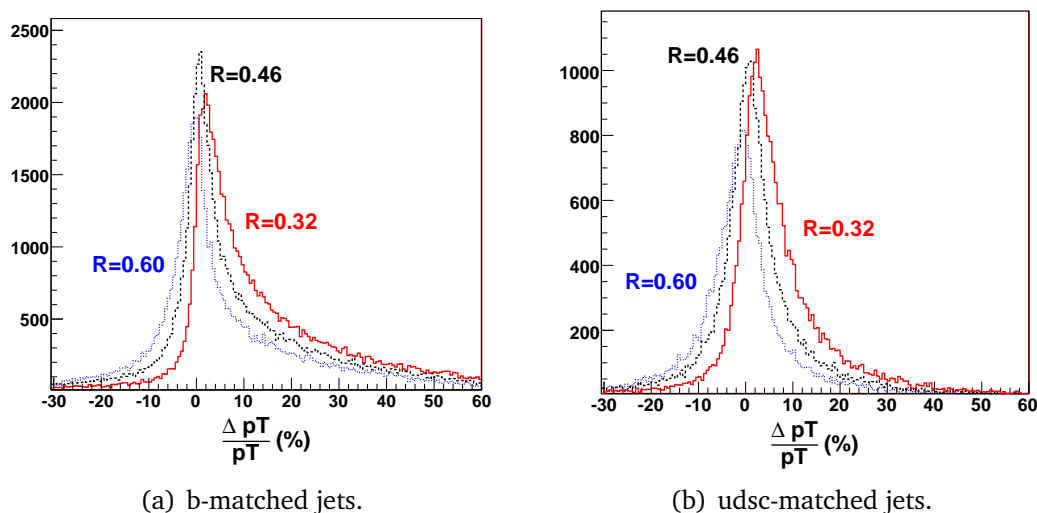 2500
2000
1500
1000
500
R=0.46
R=0.32
R=0.60
-30 -20 -10 0 10 20 30 40 50 60
Δ pT
pT (%)
(a) b-matched jets.
1000
800
600
400
200
R=0.46
R=0.32
R=0.60
-30 -20 -10 0 10 20 30 40 50 60
Δ pT
pT (%)
(b) udsc-matched jets.